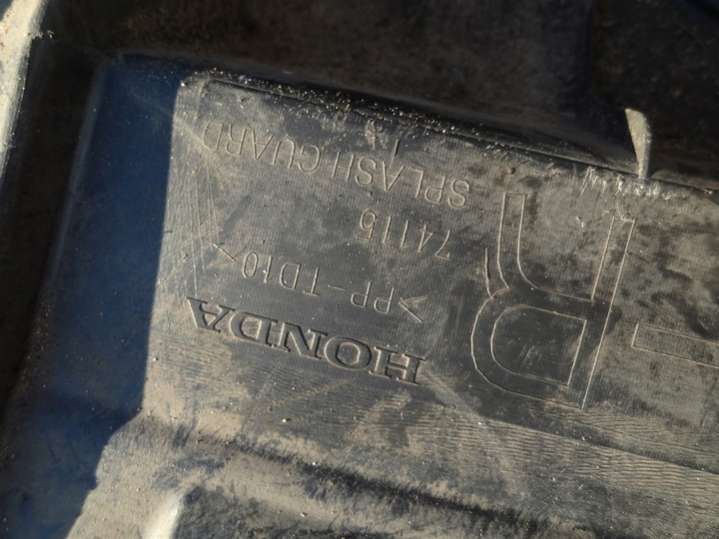 HONDA
>PP-TD10<
74115
SPLASH GUARD
R